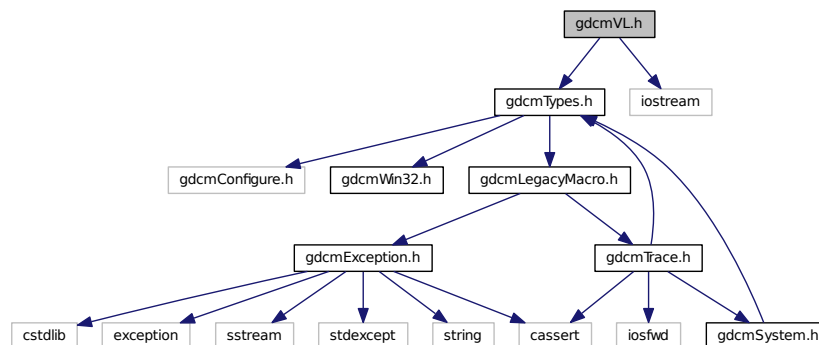 gdcmVL.h
gdcmTypes.h
iostream
gdcmConfigure.h
gdcmWin32.h
gdcmLegacyMacro.h
gdcmException.h
gdcmTrace.h
cstdlib
exception
sstream
stdexcept
string
cassert
iosfwd
gdcmSystem.h